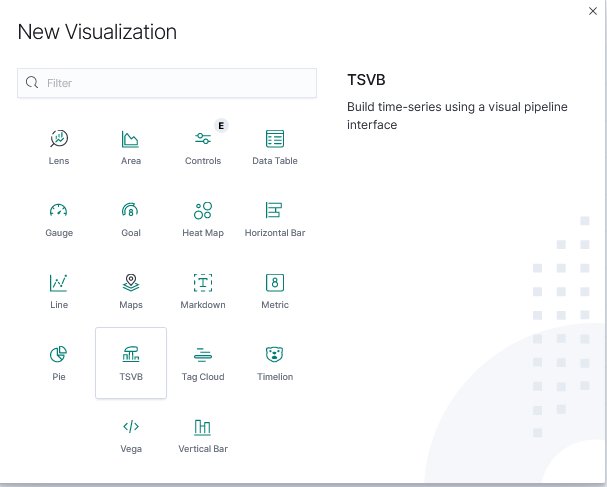 New Visualization
Filter
Lens
Area
E
Controls
Data Table
Gauge
8
Goal
Heat Map
Horizontal Bar
Line
Maps
T
Markdown
8
Metric
Pie
TSVB
Tag Cloud
Timelion
Vega
Vertical Bar
TSVB
Build time-series using a visual pipeline
interface